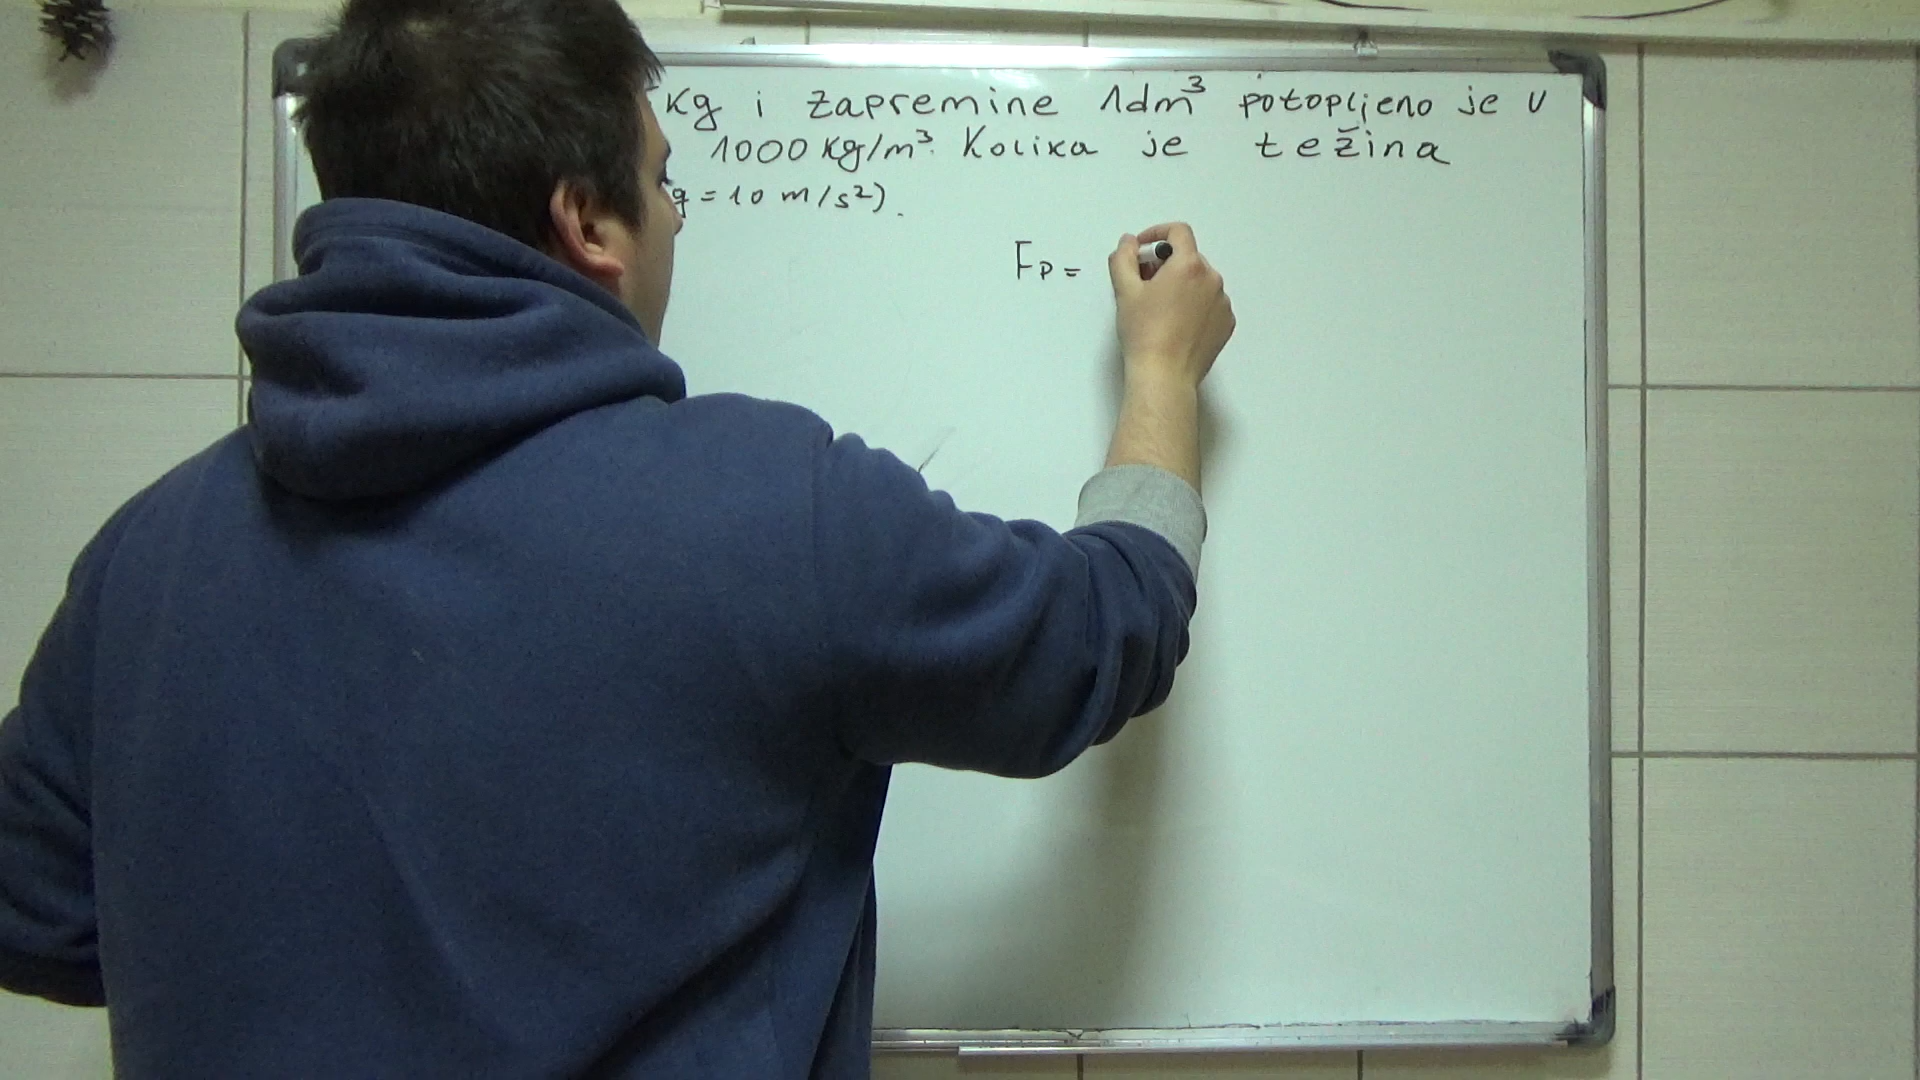 kg i zapremine 1dm³ potopljeno je u
1000 kg/m³. Kolika je težina
g = 10 m/s²).
Fp =